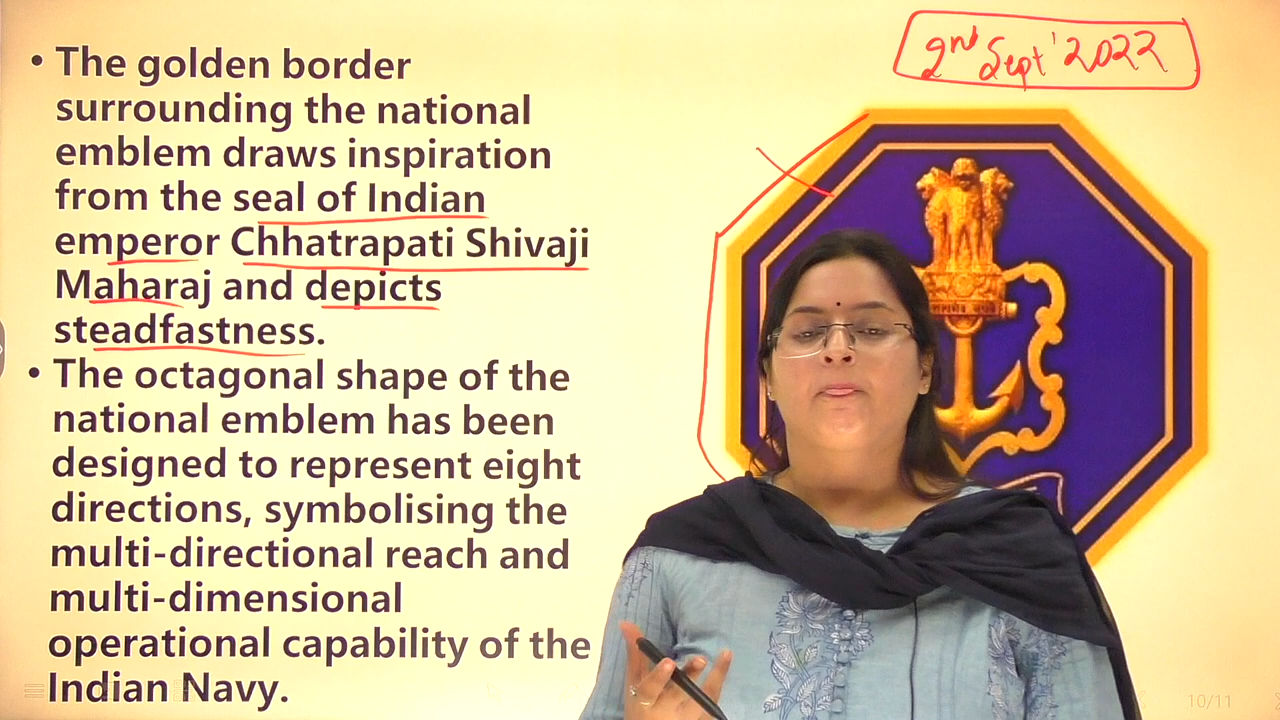 2nd Sept' 2022
• The golden border
surrounding the national
emblem draws inspiration
from the seal of Indian
emperor Chhatrapati Shivaji
Maharaj and depicts
steadfastness.
• The octagonal shape of the
national emblem has been
designed to represent eight
directions, symbolising the
multi-directional reach and
multi-dimensional
operational capability of the
Indian Navy.
10/11